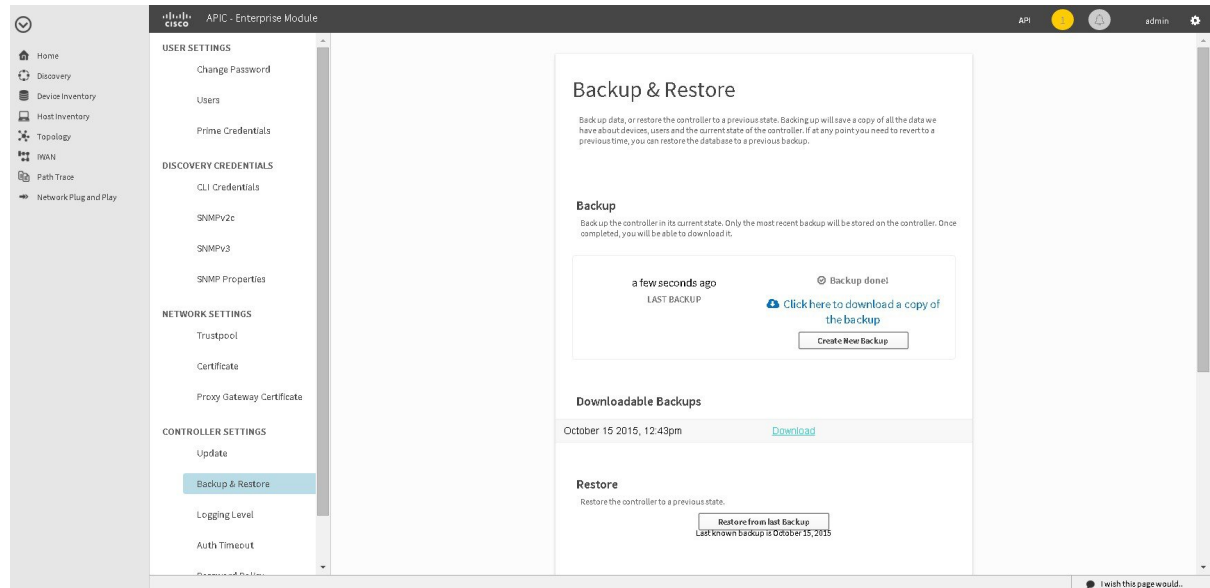 cisco
APIC - Enterprise Module
API
admin
Home
Discovery
Device Inventory
Host Inventory
Topology
IWAN
Path Trace
Network Plug and Play
USER SETTINGS
Change Password
Users
Prime Credentials
DISCOVERY CREDENTIALS
CLI Credentials
SNMPv2c
SNMPv3
SNMP Properties
NETWORK SETTINGS
Trustpool
Certificate
Proxy Gateway Certificate
CONTROLLER SETTINGS
Update
Backup & Restore
Logging Level
Auth Timeout
Backup & Restore
Back up data, or restore the controller to a previous state. Backing up will save a copy of all the data we
have about devices, users and the current state of the controller. If at any point you need to revert to a
previous time, you can restore the database to a previous backup.
Backup
Back up the controller in its current state. Only the most recent backup will be stored on the controller. Once
completed, you will be able to download it.
a few seconds ago
LAST BACKUP
Backup done!
Click here to download a copy of
the backup
Create New Backup
Downloadable Backups
October 15 2015, 12:43pm
Download
Restore
Restore the controller to a previous state.
Restore from last Backup
Last known backup is October 15, 2015
I wish this page would..